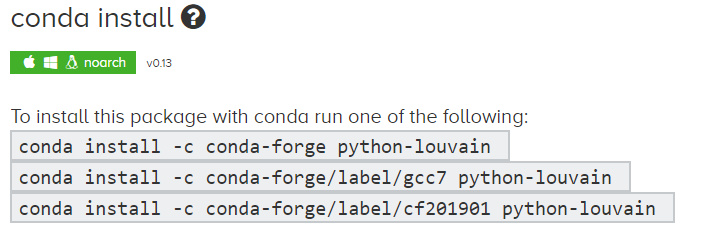 conda install ?
noarch v0.13
To install this package with conda run one of the following:
conda install -c conda-forge python-louvain
conda install -c conda-forge/label/gcc7 python-louvain
conda install -c conda-forge/label/cf201901 python-louvain